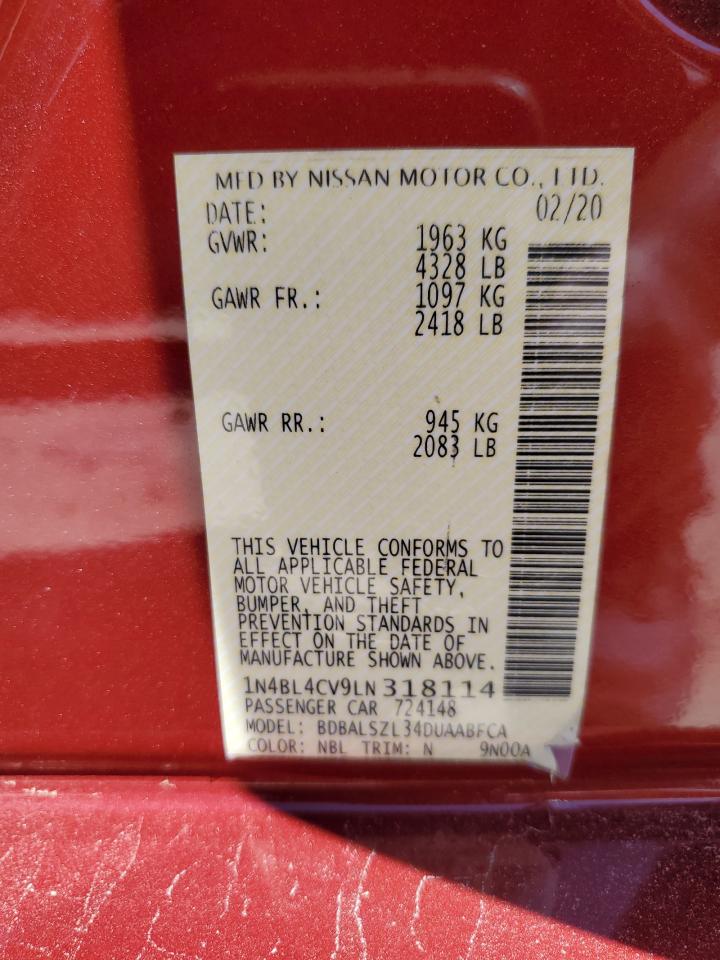 MFD BY NISSAN MOTOR CO., LTD.
DATE: 02/20
GVWR: 1963 KG
4328 LB
GAWR FR.: 1097 KG
2418 LB
GAWR RR.: 945 KG
2083 LB
THIS VEHICLE CONFORMS TO
ALL APPLICABLE FEDERAL
MOTOR VEHICLE SAFETY,
BUMPER, AND THEFT
PREVENTION STANDARDS IN
EFFECT ON THE DATE OF
MANUFACTURE SHOWN ABOVE.
1N4BL4CV9LN318114
PASSENGER CAR 724148
MODEL: BDBALSZL34DUAABFCA
COLOR: NBL TRIM: N 9N00A